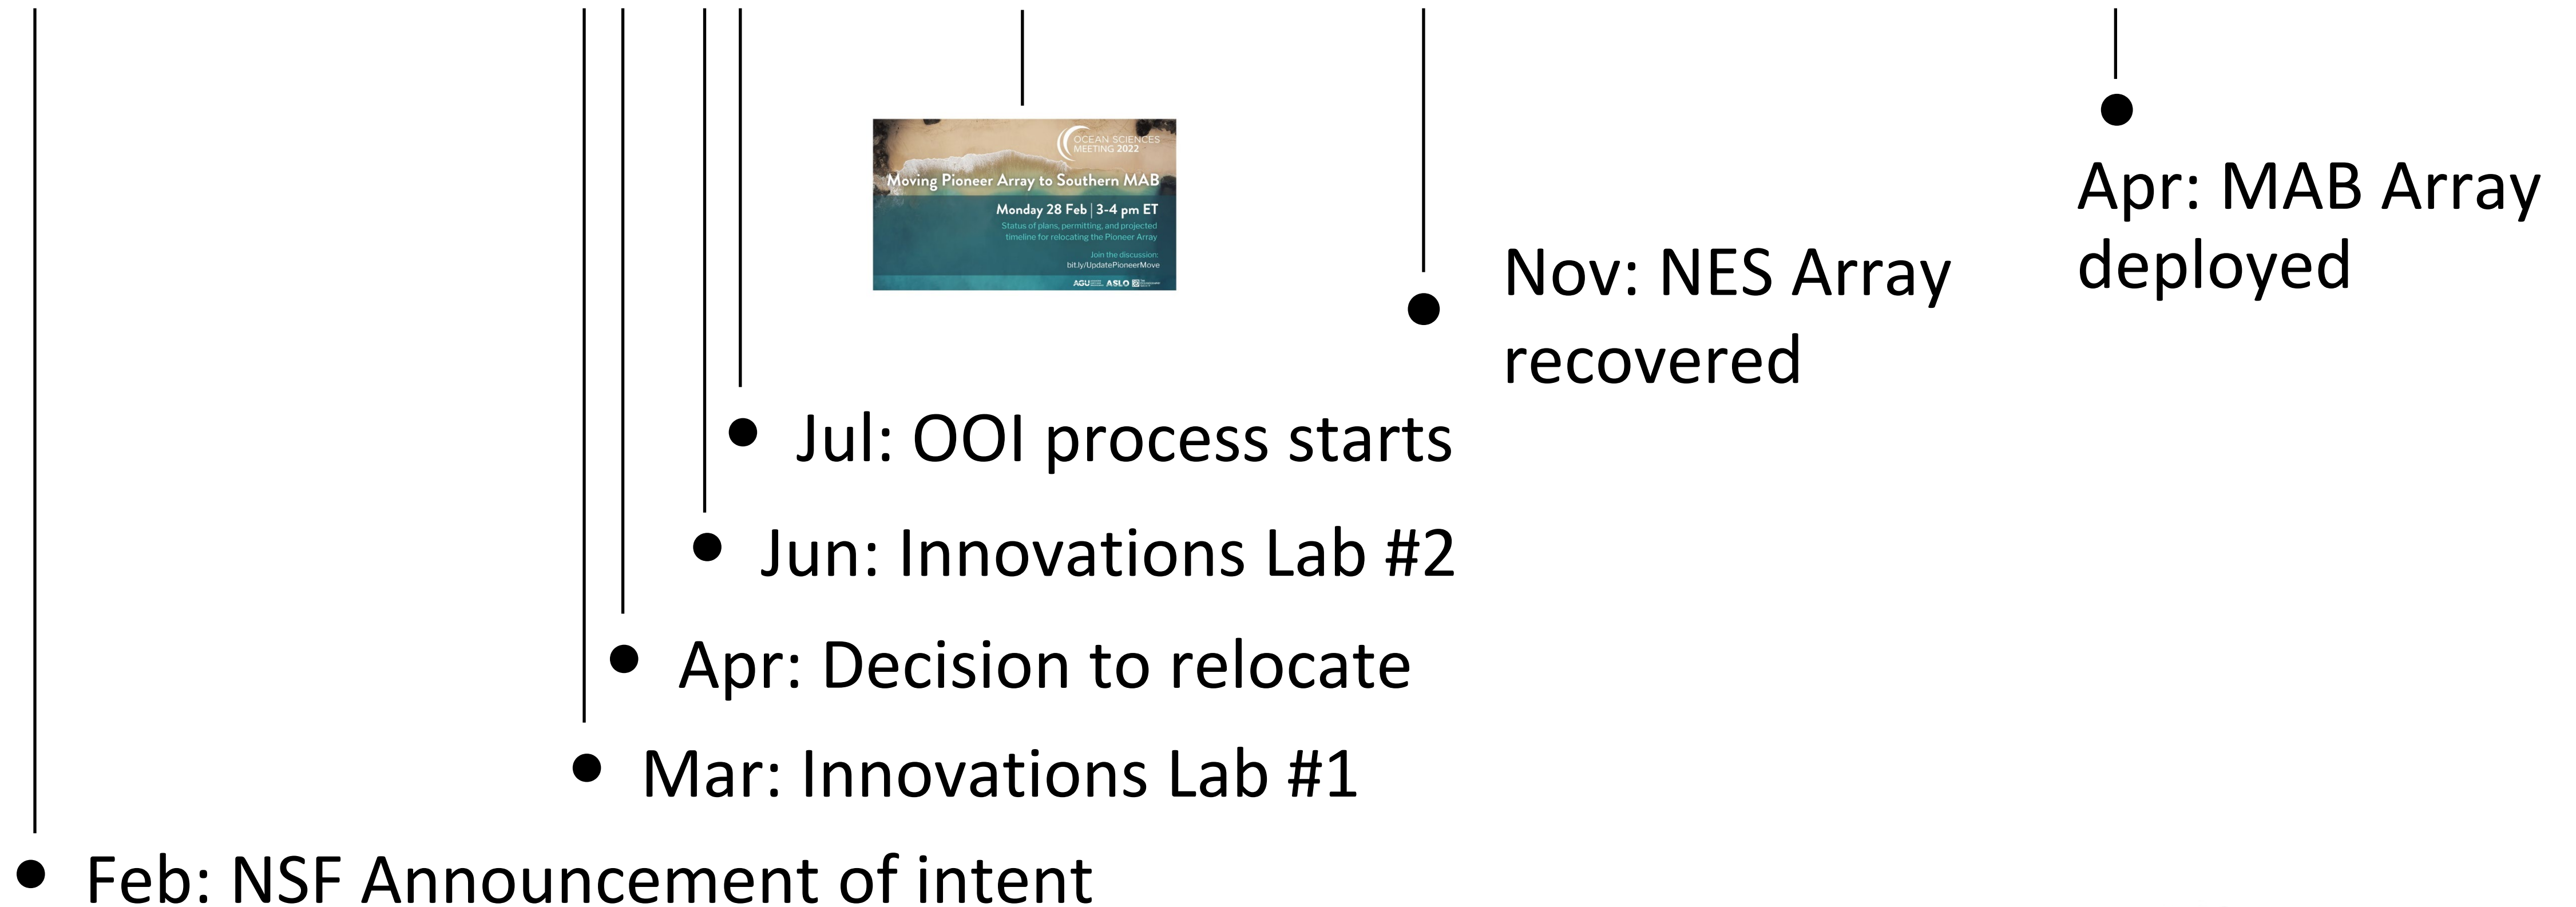 OCEAN SCIENCES
MEETING 2022
Moving Pioneer Array to Southern MAB
Monday 28 Feb | 3-4 pm ET
Status of plans, permitting, and projected
timeline for relocating the Pioneer Array
Join the discussion:
bit.ly/UpdatePioneerMove
AGU ASLO
Apr: MAB Array
deployed
Nov: NES Array
recovered
• Jul: OOI process starts
• Jun: Innovations Lab #2
• Apr: Decision to relocate
• Mar: Innovations Lab #1
• Feb: NSF Announcement of intent